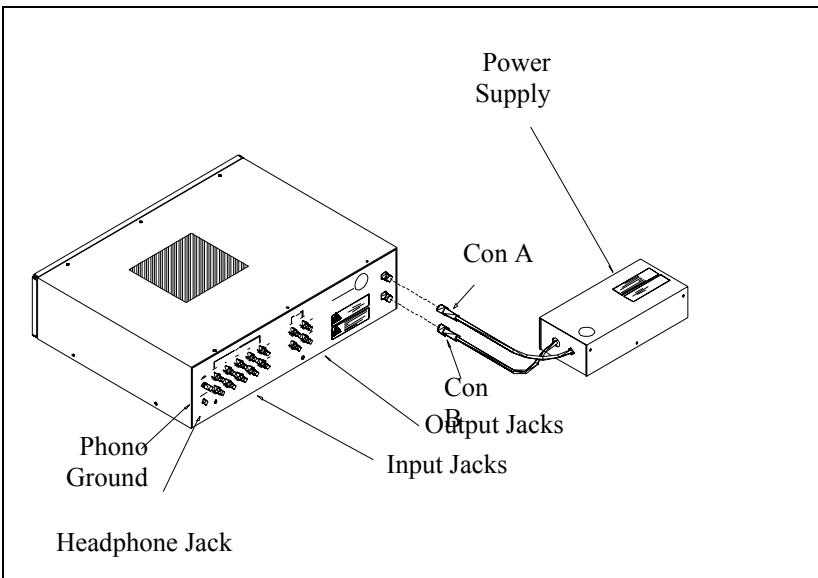 Power
Supply
Con A
Con
B
Output Jacks
Phono
Ground
Input Jacks
Headphone Jack